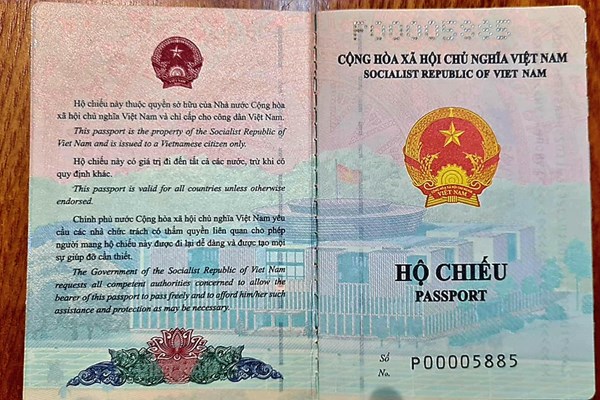 Hộ chiếu này thuộc quyền sở hữu của Nhà nước Cộng hòa
xã hội chủ nghĩa Việt Nam và chỉ cấp cho công dân Việt Nam.
This passport is the property of the Socialist Republic of
Viet Nam and is issued to a Vietnamese citizen only.
Hộ chiếu này có giá trị đi đến tất cả các nước, trừ khi có
quy định khác.
This passport is valid for all countries unless otherwise
endorsed.
Chính phủ nước Cộng hòa xã hội chủ nghĩa Việt Nam yêu
cầu các nhà chức trách có thẩm quyền liên quan cho phép
người mang hộ chiếu này được đi lại dễ dàng và được tạo mọi
sự giúp đỡ cần thiết.
The Government of the Socialist Republic of Viet Nam
requests all competent authorities concerned to allow the
bearer of this passport to pass freely and to afford him/her such
assistance and protection as may be necessary.
P00005885
CỘNG HÒA XÃ HỘI CHỦ NGHĨA VIỆT NAM
SOCIALIST REPUBLIC OF VIET NAM
VIỆT NAM
HỘ CHIẾU
PASSPORT
Số
No. P00005885